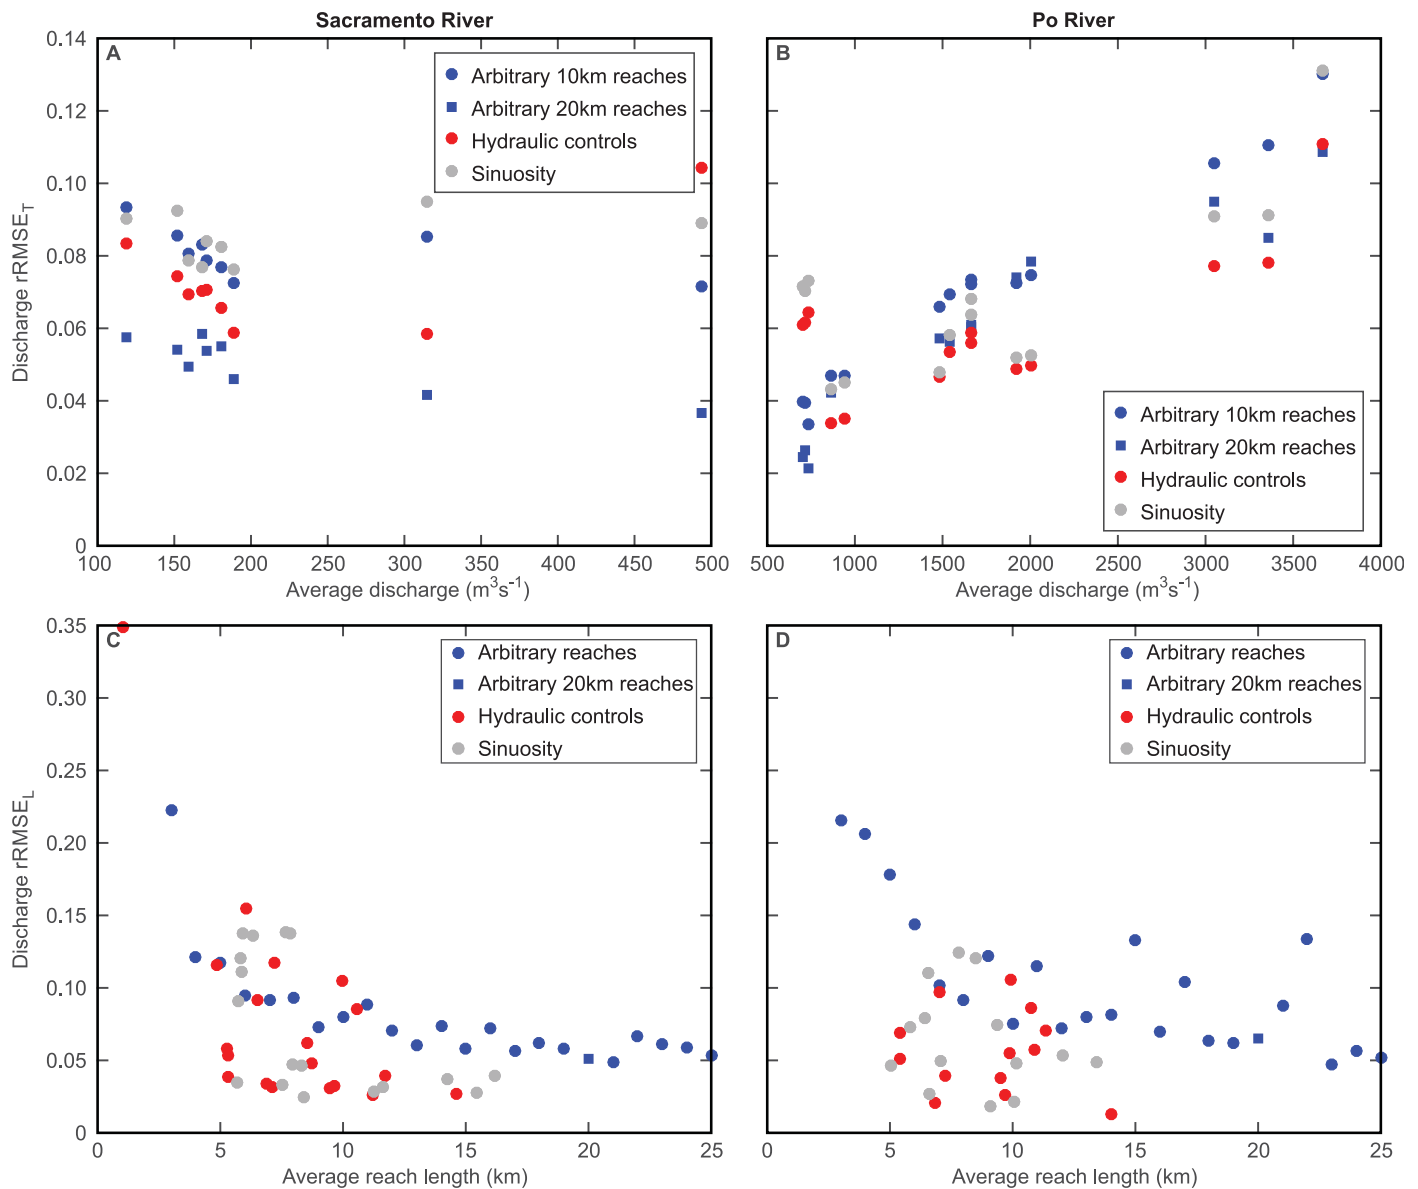 Sacramento River
Po River
A
B
0.14
0.12
0.10
0.08
0.06
0.04
0.02
0
Discharge rRMSE_T
Arbitrary 10km reaches
Arbitrary 20km reaches
Hydraulic controls
Sinuosity
Arbitrary 10km reaches
Arbitrary 20km reaches
Hydraulic controls
Sinuosity
100 150 200 250 300 350 400 450 500
500 1000 1500 2000 2500 3000 3500 4000
Average discharge (m³s⁻¹)
Average discharge (m³s⁻¹)
C
D
0.35
0.30
0.25
0.20
0.15
0.10
0.05
0
Discharge rRMSE_L
Arbitrary reaches
Arbitrary 20km reaches
Hydraulic controls
Sinuosity
Arbitrary reaches
Arbitrary 20km reaches
Hydraulic controls
Sinuosity
0 5 10 15 20 25
0 5 10 15 20 25
Average reach length (km)
Average reach length (km)